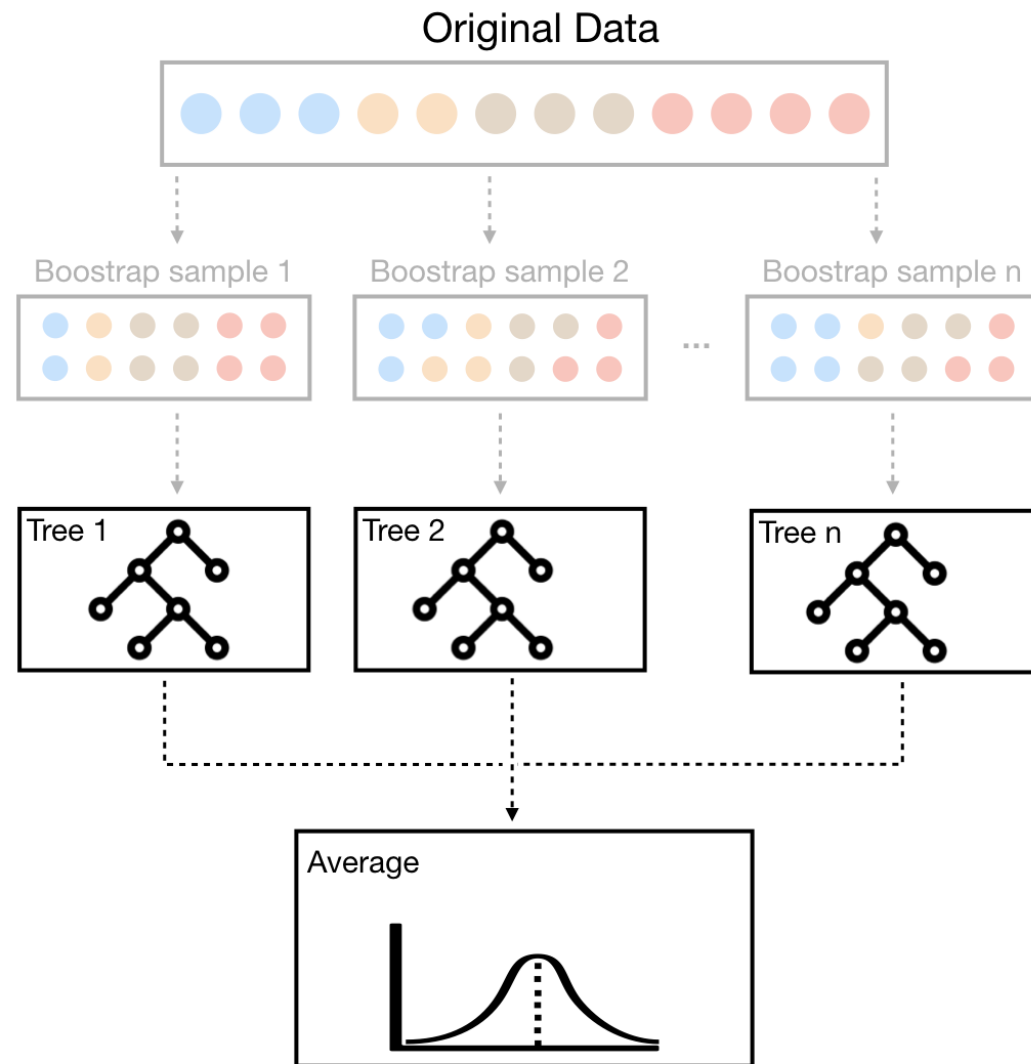 Original Data
Boostrap sample 1
Boostrap sample 2
Boostrap sample n
...
Tree 1
Tree 2
Tree n
Average